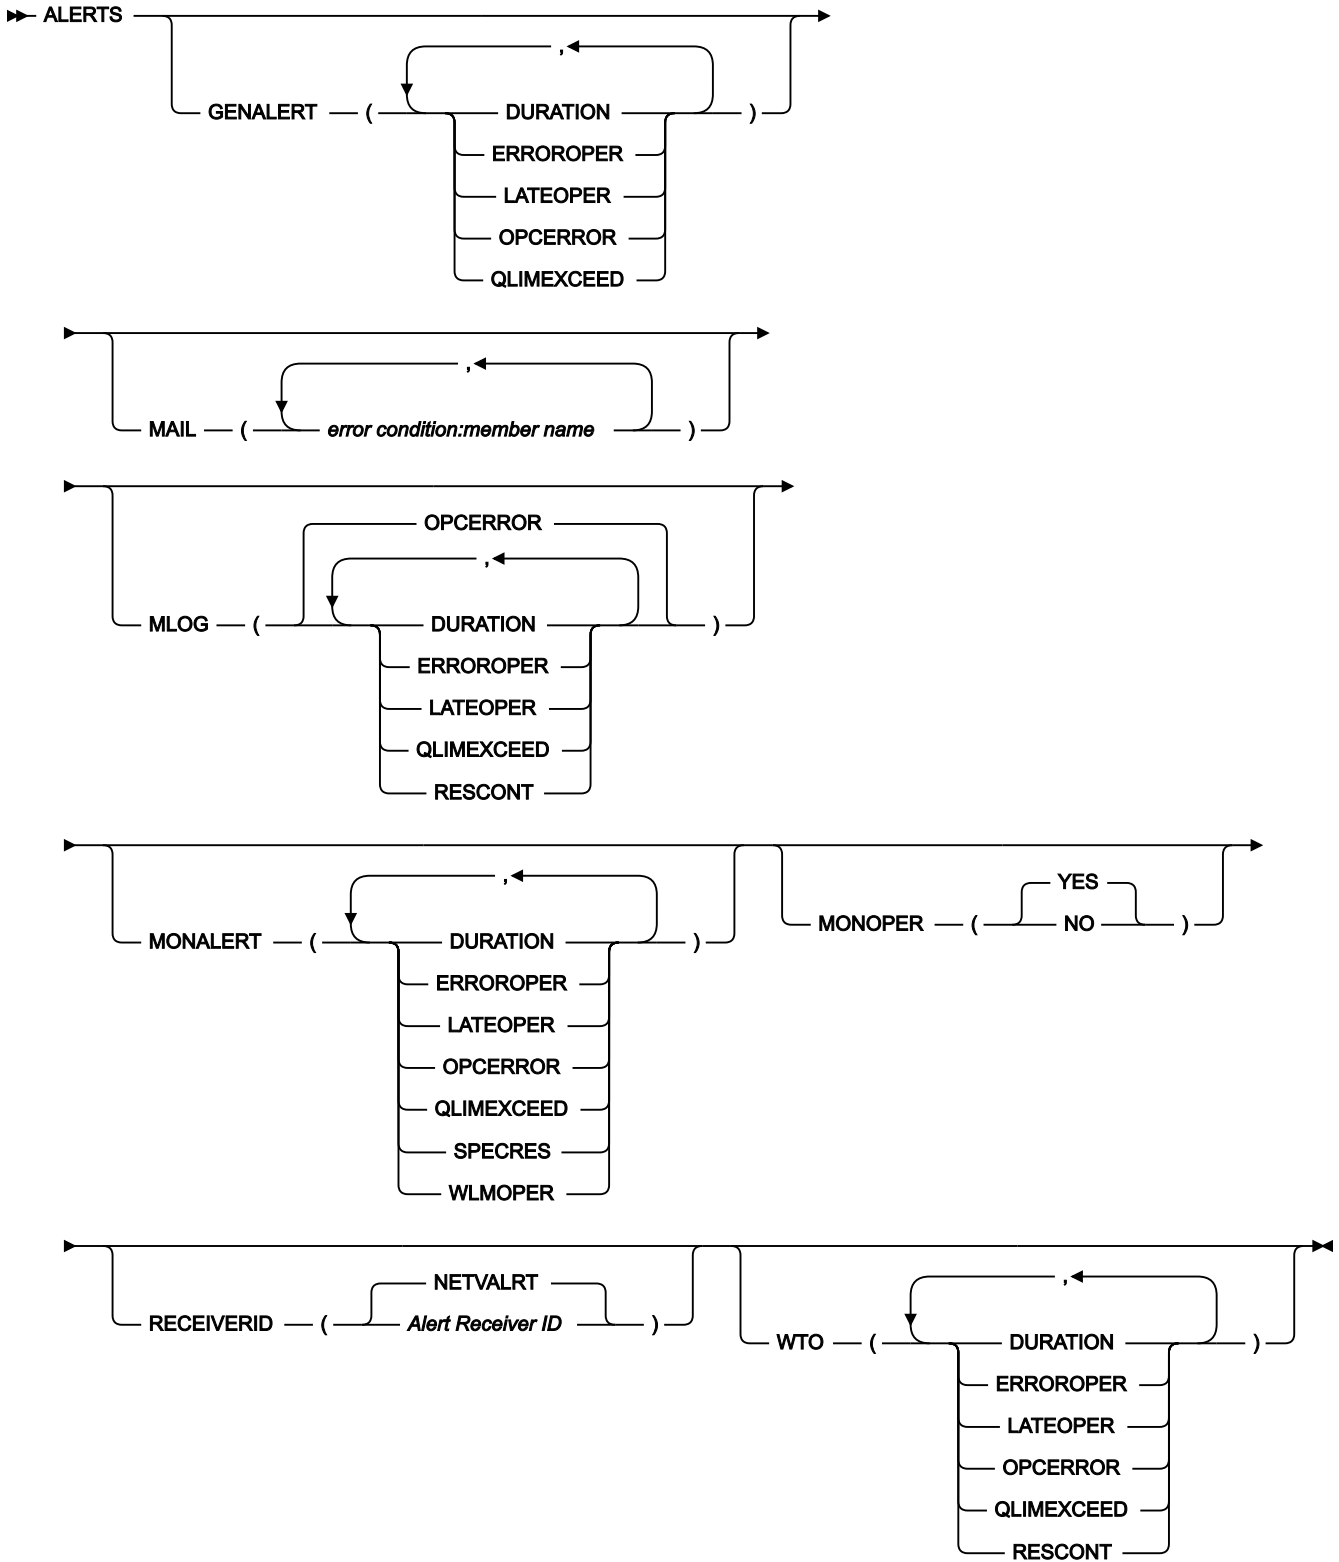 ALERTS
,
GENALERT ( DURATION )
ERROROPER
LATEOPER
OPCERROR
QLIMEXCEED
,
MAIL ( error condition:member name )
OPCERROR
,
MLOG ( DURATION )
ERROROPER
LATEOPER
QLIMEXCEED
RESCONT
,
MONALERT ( DURATION )
ERROROPER
LATEOPER
OPCERROR
QLIMEXCEED
SPECRES
WLMOPER
YES
MONOPER ( NO )
NETVALRT
RECEIVERID ( Alert Receiver ID )
,
WTO ( DURATION )
ERROROPER
LATEOPER
OPCERROR
QLIMEXCEED
RESCONT